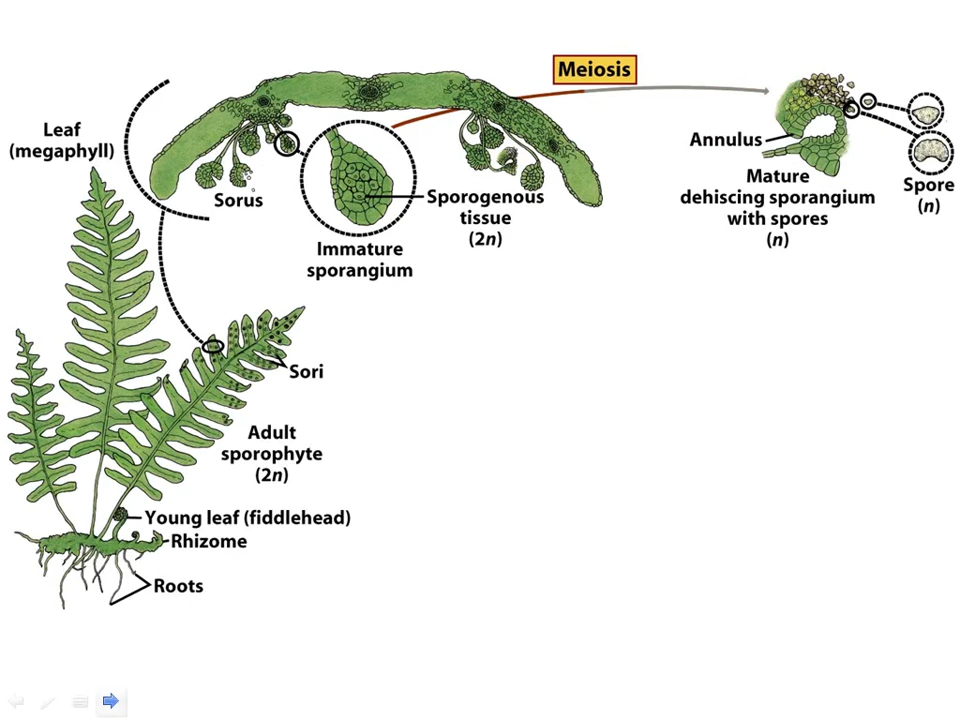 Meiosis
Leaf
(megaphyll)
Sorus
Immature
sporangium
Sporogenous
tissue
(2n)
Annulus
Mature
dehiscing sporangium
with spores
(n)
Spore
(n)
Sori
Adult
sporophyte
(2n)
Young leaf (fiddlehead)
Rhizome
Roots